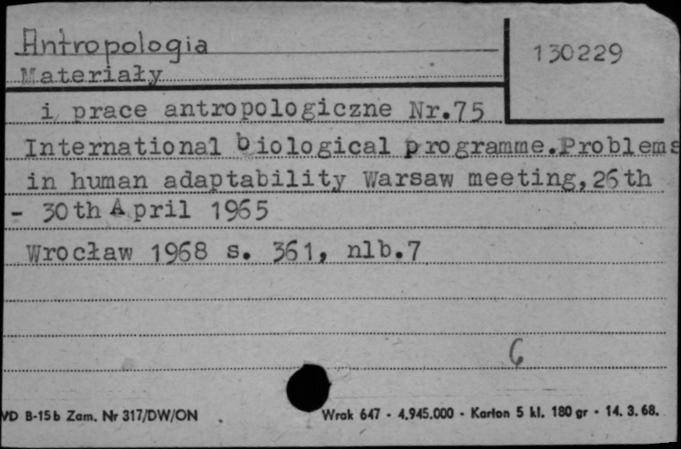 Antropologia
130229
Materiały
i prace antropologiczne Nr.75
International biological programme.Problems
in human adaptability Warsaw meeting,26th
- 30th April 1965
Wrocław 1968 s. 361, nlb.7
6
VD B-15b Zam. Nr 317/DW/ON . Wrak 647 - 4.945.000 - Karton 5 kl. 180 gr - 14. 3. 68.